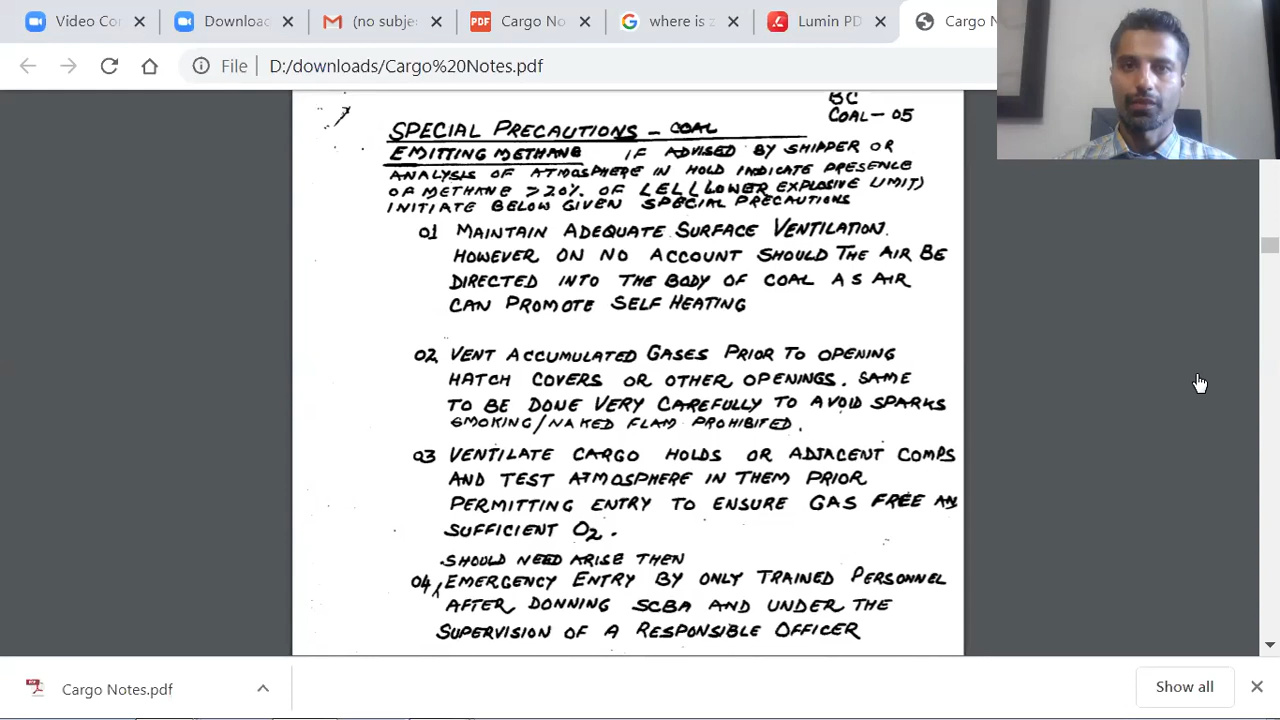 Video Cor
Downloac
(no subje
Cargo No
where is z
Lumin PD
Cargo N
File
D:/downloads/Cargo%20Notes.pdf
BC
COAL-05
SPECIAL PRECAUTIONS - COAL
EMITTING METHANE IF ADVISED BY SHIPPER OR
ANALYSIS OF ATMOSPHERE IN HOLD INDICATE PRESENCE
OF METHANE >20% OF LEL (LOWER EXPLOSIVE LIMIT)
INITIATE BELOW GIVEN SPECIAL PRECAUTIONS
01 MAINTAIN ADEQUATE SURFACE VENTILATION.
HOWEVER ON NO ACCOUNT SHOULD THE AIR BE
DIRECTED INTO THE BODY OF COAL AS AIR
CAN PROMOTE SELF HEATING
02 VENT ACCUMULATED GASES PRIOR TO OPENING
HATCH COVERS OR OTHER OPENINGS. SAME
TO BE DONE VERY CAREFULLY TO AVOID SPARKS
SMOKING/NAKED FLAM PROHIBITED.
03 VENTILATE CARGO HOLDS OR ADJACENT COMPS
AND TEST ATMOSPHERE IN THEM PRIOR
PERMITTING ENTRY TO ENSURE GAS FREE AN
SUFFICIENT O2.
SHOULD NEED ARISE THEN
04, EMERGENCY ENTRY BY ONLY TRAINED PERSONNEL
AFTER DONNING SCBA AND UNDER THE
SUPERVISION OF A RESPONSIBLE OFFICER
Cargo Notes.pdf
Show all